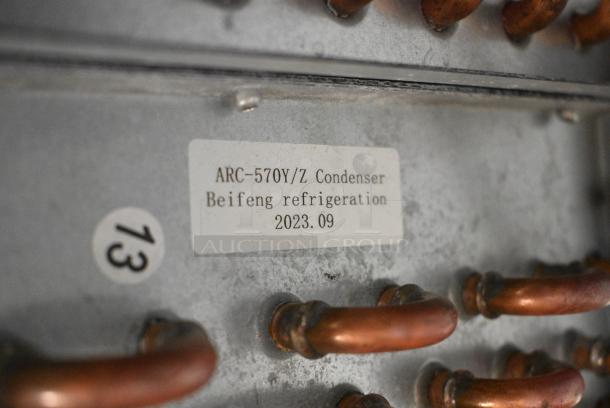 ARC-570Y/Z Condenser
Beifeng refrigeration
2023.09
AUCTION GROUP
13